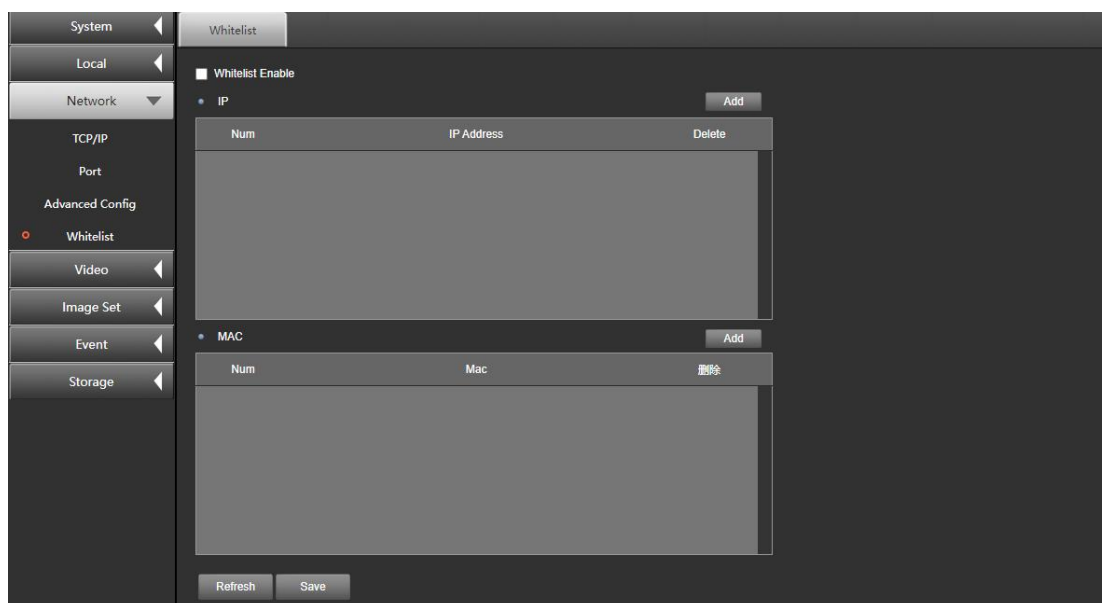 System
Local
Network
TCP/IP
Port
Advanced Config
Whitelist
Video
Image Set
Event
Storage
Whitelist
Whitelist Enable
IP Add
Num IP Address Delete
MAC Add
Num Mac 删除
Refresh Save